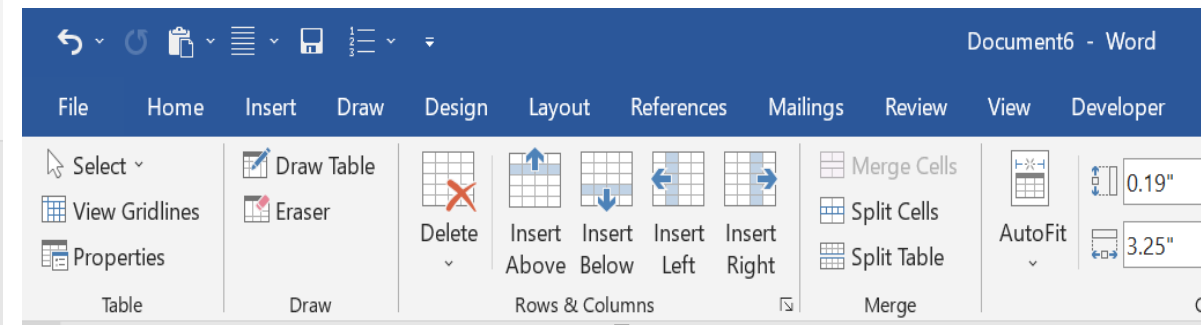 Document6 - Word
File Home Insert Draw Design Layout References Mailings Review View Developer
Select
View Gridlines
Properties
Table
Draw Table
Eraser
Draw
Delete
Insert Above
Insert Below
Insert Left
Insert Right
Rows & Columns
Merge Cells
Split Cells
Split Table
Merge
AutoFit
0.19"
3.25"